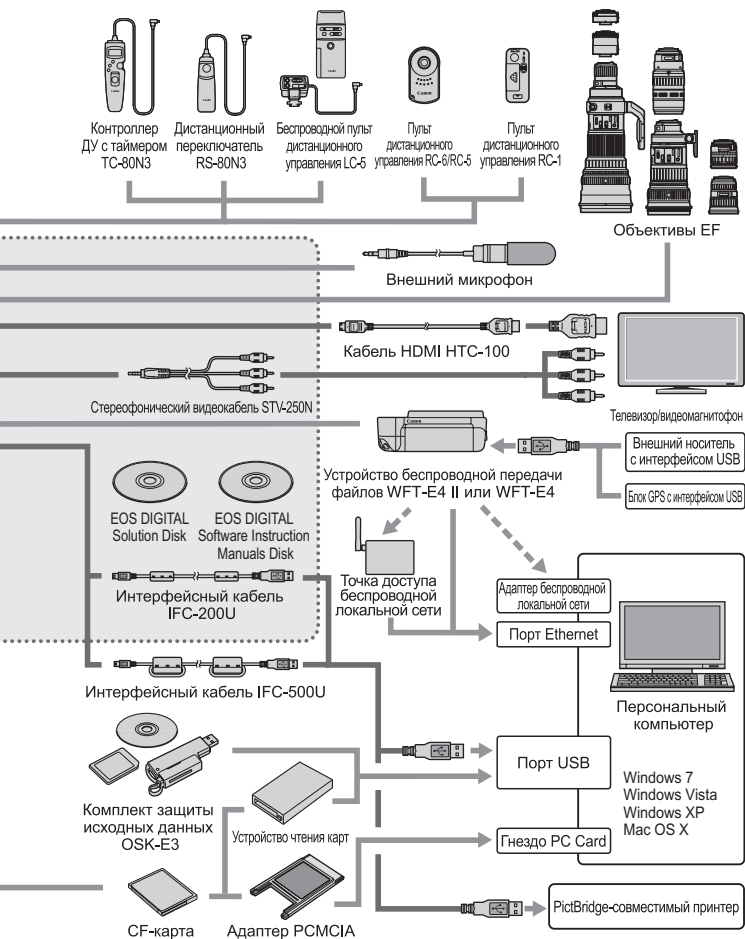 Контроллер
ДУ с таймером
TC-80N3
Дистанционный
переключатель
RS-80N3
Беспроводной пульт
дистанционного
управления LC-5
Canon
Пульт
дистанционного
управления RC-6/RC-5
Пульт
дистанционного
управления RC-1
Объективы EF
Внешний микрофон
Кабель HDMI HTC-100
Стереофонический видеокабель STV-250N
Телевизор/видеомагнитофон
Canon
Внешний носитель
с интерфейсом USB
Блок GPS с интерфейсом USB
Устройство беспроводной передачи
файлов WFT-E4 II или WFT-E4
EOS DIGITAL
Solution Disk
EOS DIGITAL
Software Instruction
Manuals Disk
Точка доступа
беспроводной
локальной сети
Адаптер беспроводной
локальной сети
Порт Ethernet
Интерфейсный кабель
IFC-200U
Интерфейсный кабель IFC-500U
Персональный
компьютер
Порт USB
Windows 7
Windows Vista
Windows XP
Mac OS X
Комплект защиты
исходных данных
OSK-E3
Устройство чтения карт
Гнездо PC Card
CF-карта
Адаптер PCMCIA
PictBridge-совместимый принтер